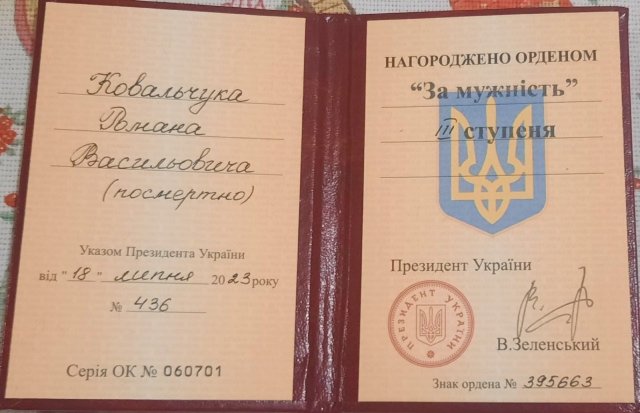 Ковальчука
Романа
Васильовича
(посмертно)
Указом Президента України
від "18" липня 2023 року
№ 436
Серія ОК № 060701
НАГОРОДЖЕНО ОРДЕНОМ
“За мужність”
III ступеня
Президент України
ПРЕЗИДЕНТ УКРАЇНИ
В.Зеленський
Знак ордена № 395663